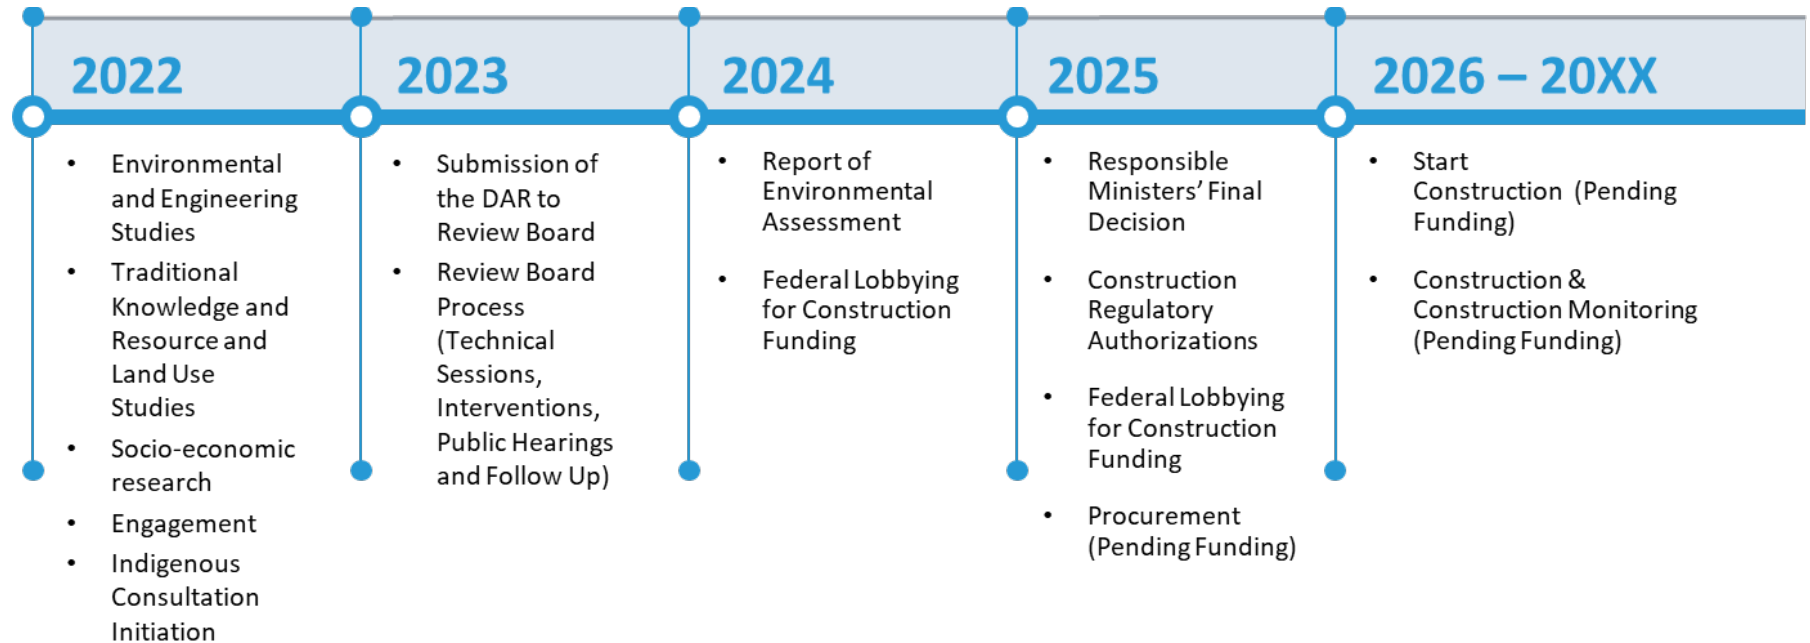 2022
• Environmental
and Engineering
Studies
• Traditional
Knowledge and
Resource and
Land Use
Studies
• Socio-economic
research
• Engagement
• Indigenous
Consultation
Initiation
2023
• Submission of
the DAR to
Review Board
• Review Board
Process
(Technical
Sessions,
Interventions,
Public Hearings
and Follow Up)
2024
• Report of
Environmental
Assessment
• Federal Lobbying
for Construction
Funding
2025
• Responsible
Ministers’ Final
Decision
• Construction
Regulatory
Authorizations
• Federal Lobbying
for Construction
Funding
• Procurement
(Pending Funding)
2026 – 20XX
• Start
Construction (Pending
Funding)
• Construction &
Construction Monitoring
(Pending Funding)